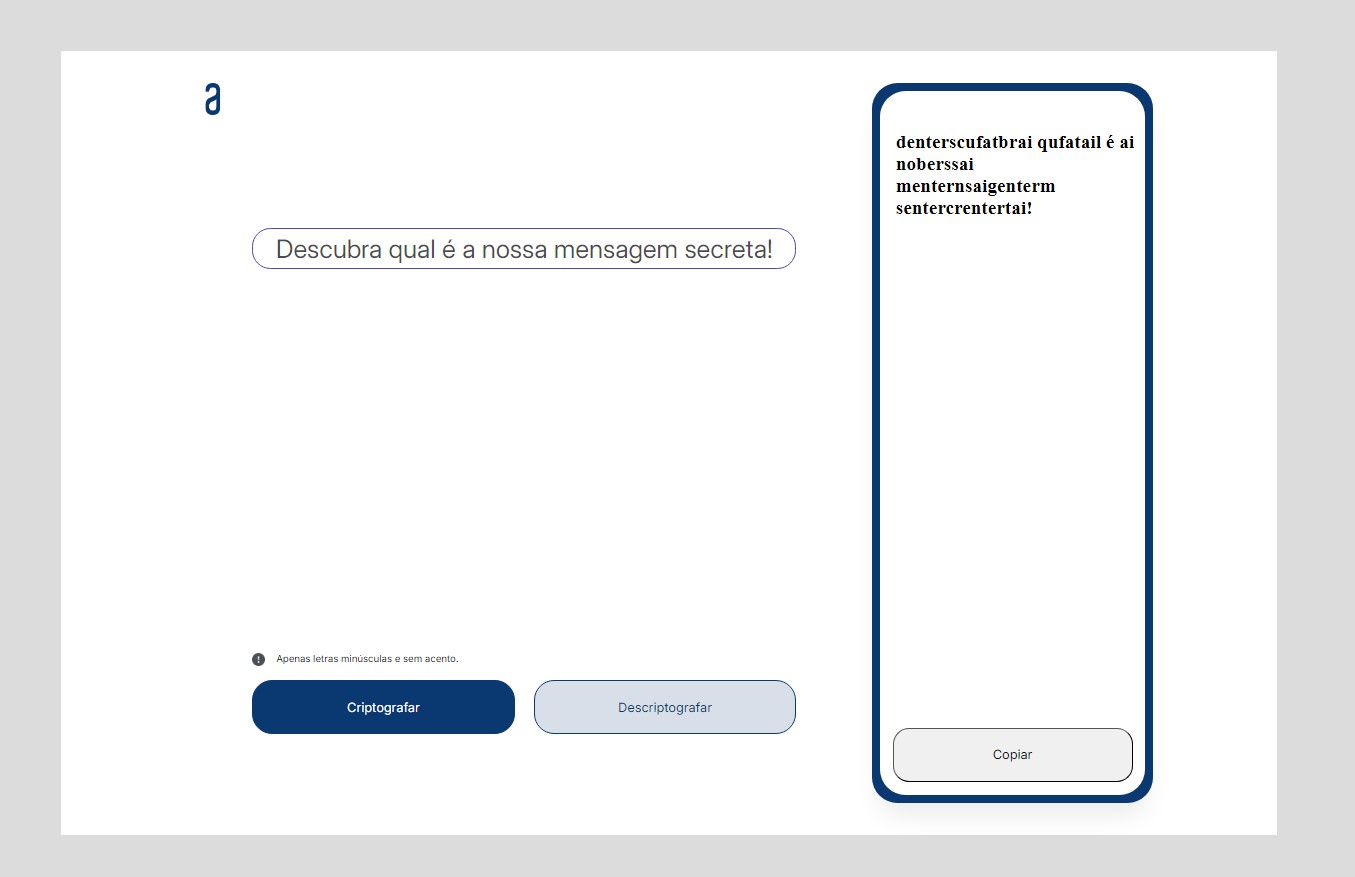 a
Descubra qual é a nossa mensagem secreta!
Apenas letras minúsculas e sem acento.
Criptografar
Descriptografar
denterscufatbrai qufatail é ai
noberssai
menternsaigenterm
sentercrentertai!
Copiar